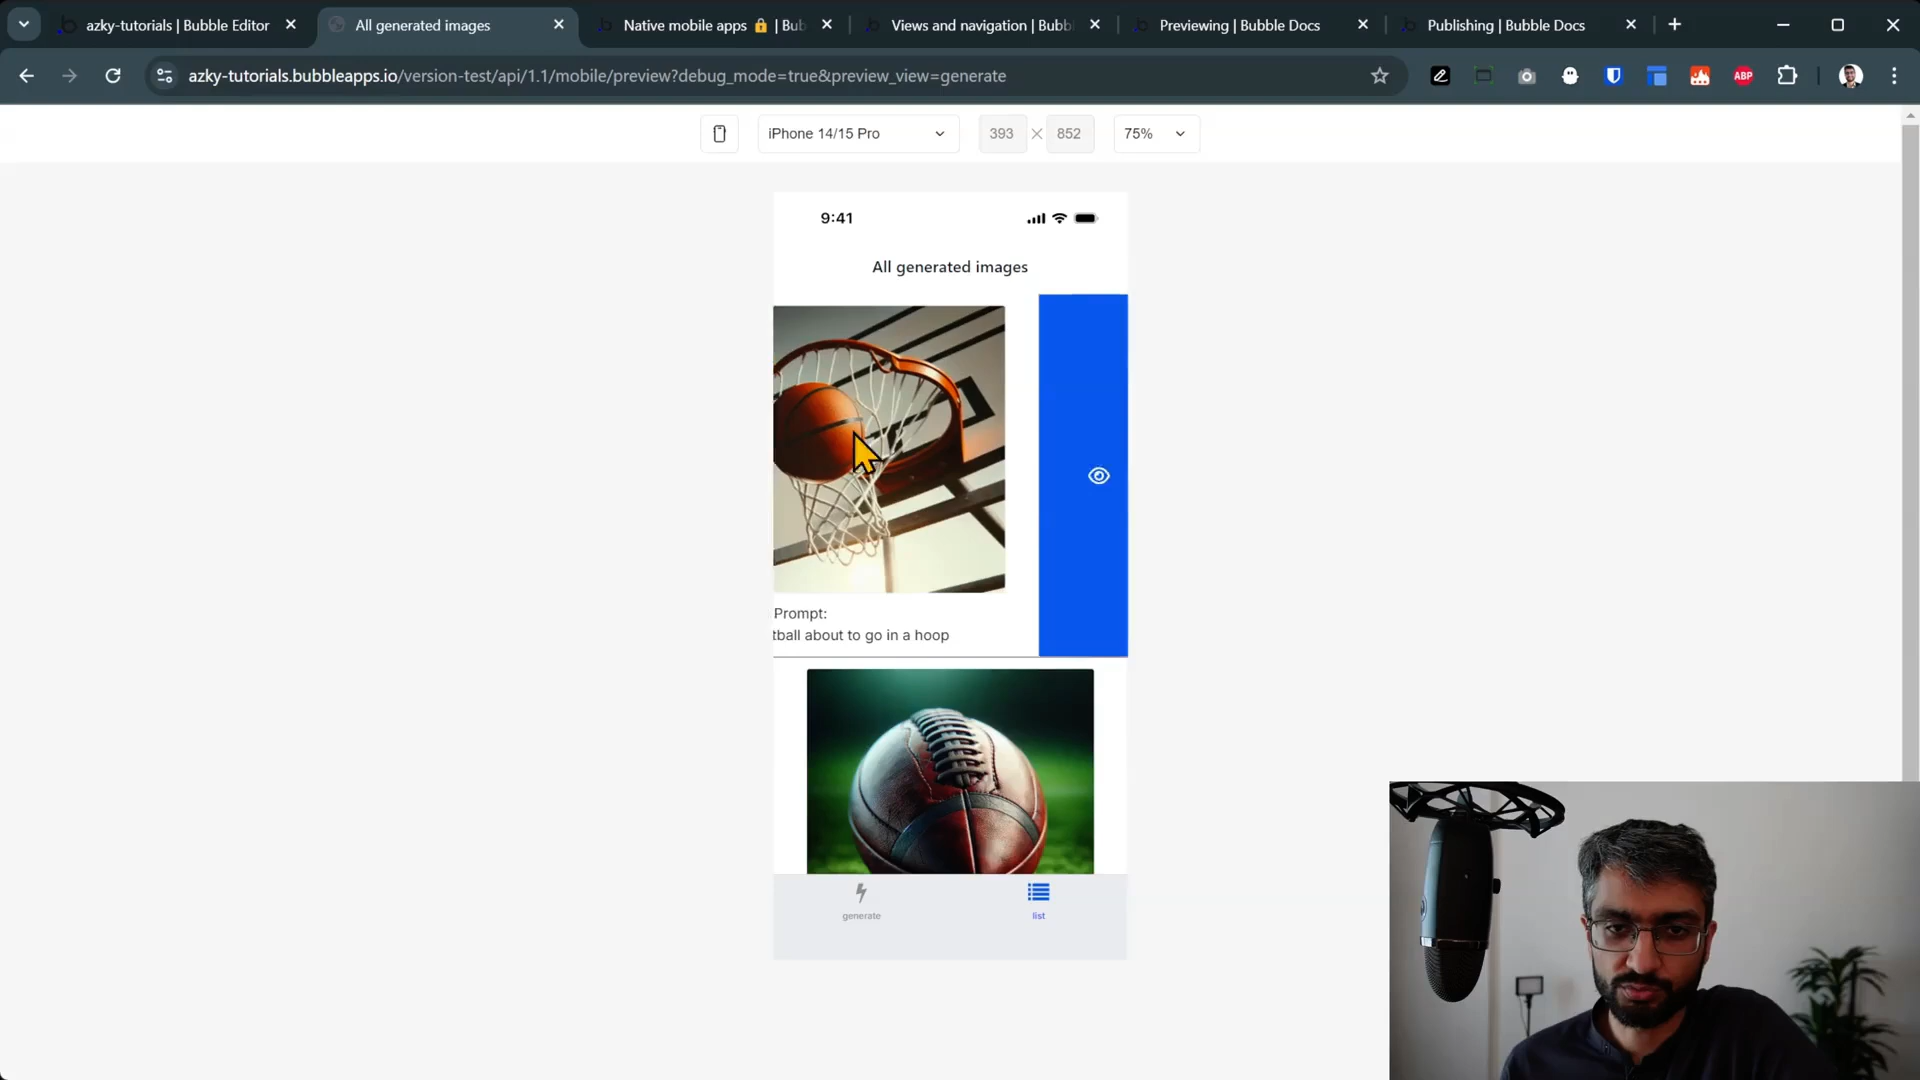 azky-tutorials | Bubble Editor
All generated images
Native mobile apps 🔒 | Bub
Views and navigation | Bubbl
Previewing | Bubble Docs
Publishing | Bubble Docs
azky-tutorials.bubbleapps.io/version-test/api/1.1/mobile/preview?debug_mode=true&preview_view=generate
ABP
iPhone 14/15 Pro
393 × 852
75%
9:41
All generated images
Prompt:
tball about to go in a hoop
generate
list